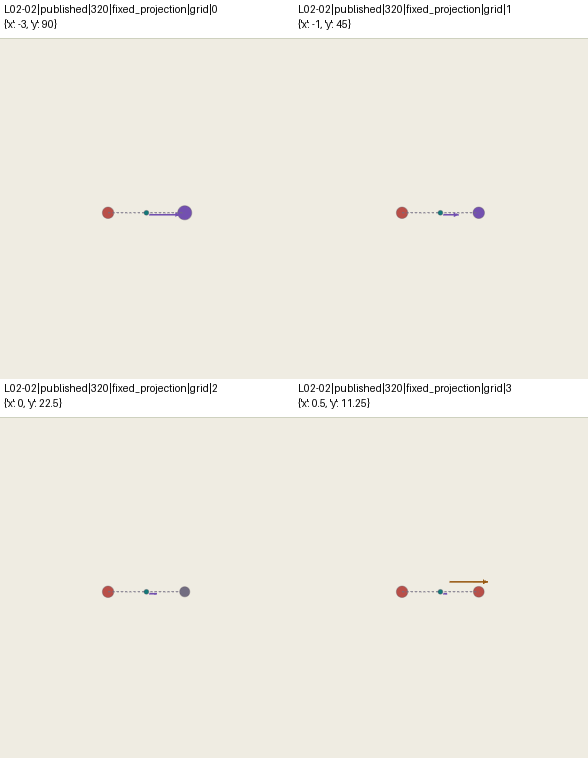 L02-02|published|320|fixed_projection|grid|0
{'x': -3, 'y': 90}
L02-02|published|320|fixed_projection|grid|1
{'x': -1, 'y': 45}
L02-02|published|320|fixed_projection|grid|2
{'x': 0, 'y': 22.5}
L02-02|published|320|fixed_projection|grid|3
{'x': 0.5, 'y': 11.25}